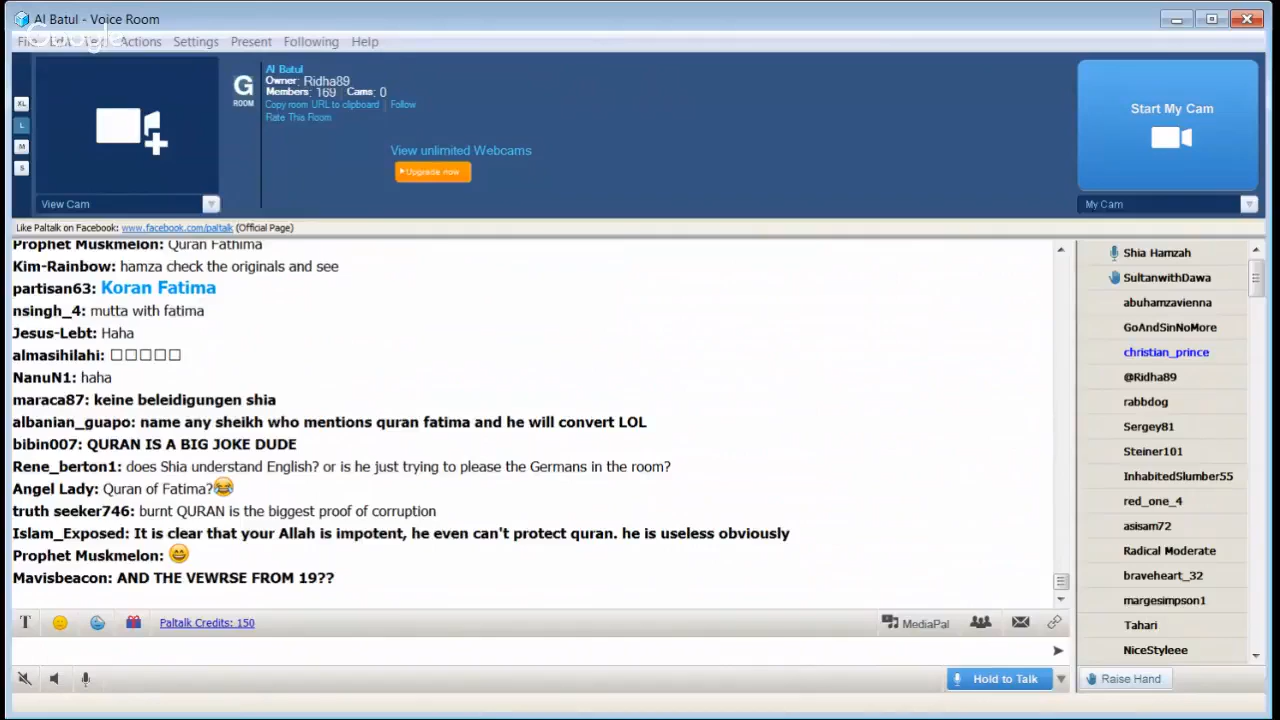 Al Batul - Voice Room
Google
Actions Settings Present Following Help
G
ROOM
Al Batul
Owner: Ridha89
Members: 169 Cams: 0
Copy room URL to clipboard | Follow
Rate This Room
View unlimited Webcams
Upgrade now
Start My Cam
XL
L
M
S
View Cam
My Cam
Like Paltalk on Facebook: www.facebook.com/paltalk (Official Page)
Prophet Muskmelon: Quran Fathima
Kim-Rainbow: hamza check the originals and see
partisan63: Koran Fatima
nsingh_4: mutta with fatima
Jesus-Lebt: Haha
almasihilahi: □□□□□
NanuN1: haha
maraca87: keine beleidigungen shia
albanian_guapo: name any sheikh who mentions quran fatima and he will convert LOL
bibin007: QURAN IS A BIG JOKE DUDE
Rene_berton1: does Shia understand English? or is he just trying to please the Germans in the room?
Angel Lady: Quran of Fatima?😂
truth seeker746: burnt QURAN is the biggest proof of corruption
Islam_Exposed: It is clear that your Allah is impotent, he even can't protect quran. he is useless obviously
Prophet Muskmelon: 😄
Mavisbeacon: AND THE VEWRSE FROM 19??
Shia Hamzah
SultanwithDawa
abuhamzavienna
GoAndSinNoMore
christian_prince
@Ridha89
rabbdog
Sergey81
Steiner101
InhabitedSlumber55
red_one_4
asisam72
Radical Moderate
braveheart_32
margesimpson1
Tahari
NiceStyleee
T
Paltalk Credits: 150
MediaPal
Hold to Talk
Raise Hand